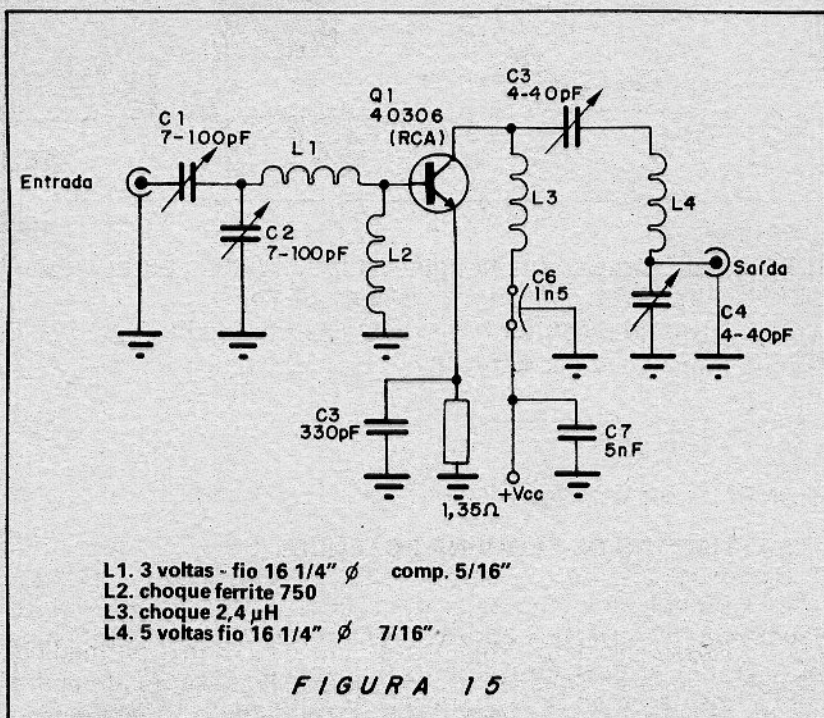 C3
4-40pF
Q1
40306
(RCA)
C1
7-100pF
L1
Entrada
L3
L4
C2
7-100pF
L2
C6
1n5
Saída
C4
4-40pF
C3
330pF
C7
5nF
+Vcc
1,35Ω
L1. 3 voltas - fio 16 1/4" ϕ comp. 5/16"
L2. choque ferrite 750
L3. choque 2,4 μH
L4. 5 voltas fio 16 1/4" ϕ 7/16"
FIGURA 15